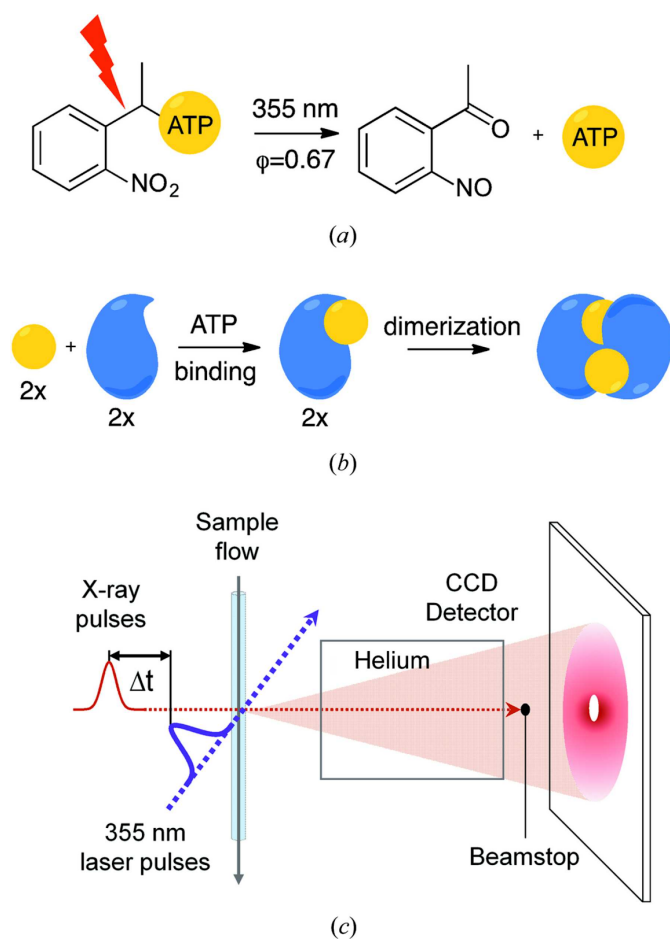 ATP
NO₂
355 nm
φ=0.67
O
NO
+
ATP
(a)
+
2x
2x
ATP
binding
2x
dimerization
(b)
Sample
flow
X-ray
pulses
Δt
CCD
Detector
Helium
355 nm
laser pulses
Beamstop
(c)